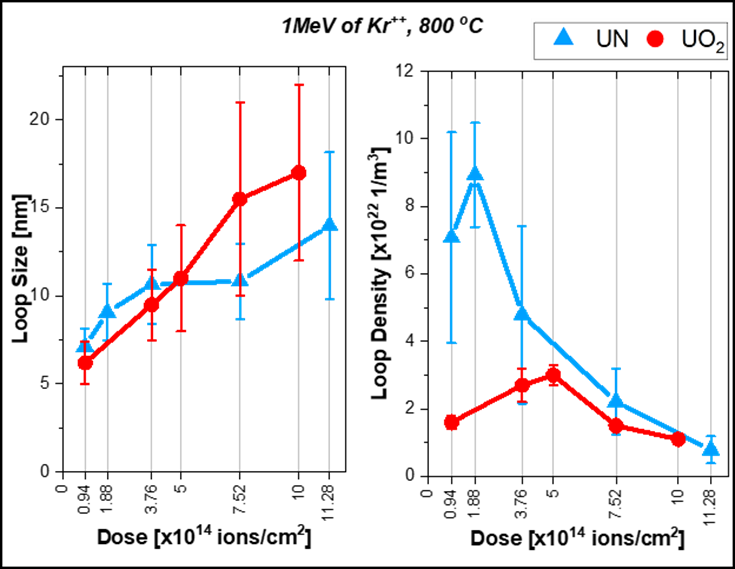 1MeV of Kr⁺⁺, 800 ºC
UN UO₂
Loop Size [nm]
20
15
10
5
0
0 0.94 1.88 3.76 5 7.52 10 11.28
Dose [x10¹⁴ ions/cm²]
Loop Density [x10²² 1/m³]
12
10
8
6
4
2
0
0 0.94 1.88 3.76 5 7.52 10 11.28
Dose [x10¹⁴ ions/cm²]